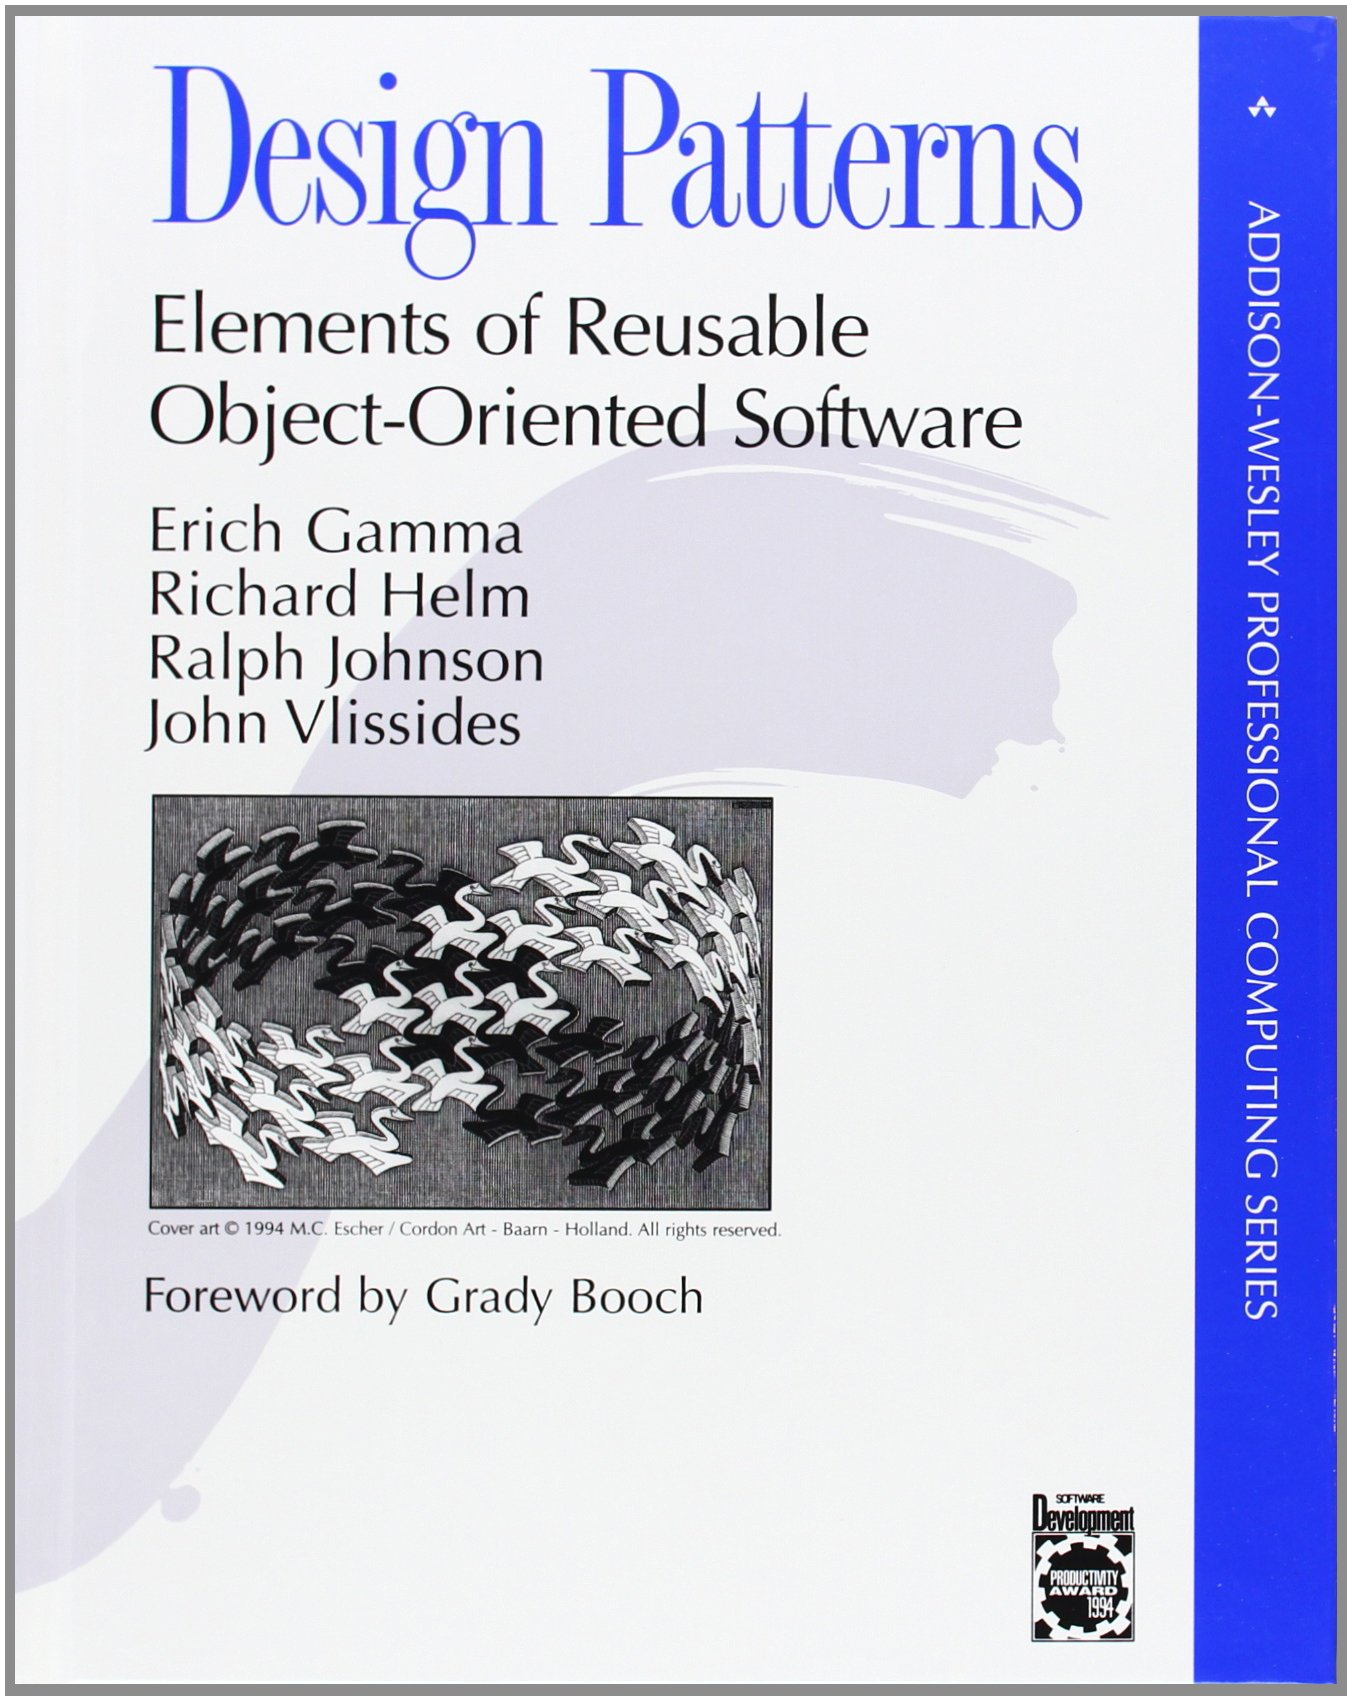 Design Patterns
Elements of Reusable
Object-Oriented Software
Erich Gamma
Richard Helm
Ralph Johnson
John Vlissides
Cover art © 1994 M.C. Escher / Cordon Art - Baarn - Holland. All rights reserved.
Foreword by Grady Booch
SOFTWARE
Development
PRODUCTIVITY
AWARD
1994
ADDISON-WESLEY PROFESSIONAL COMPUTING SERIES